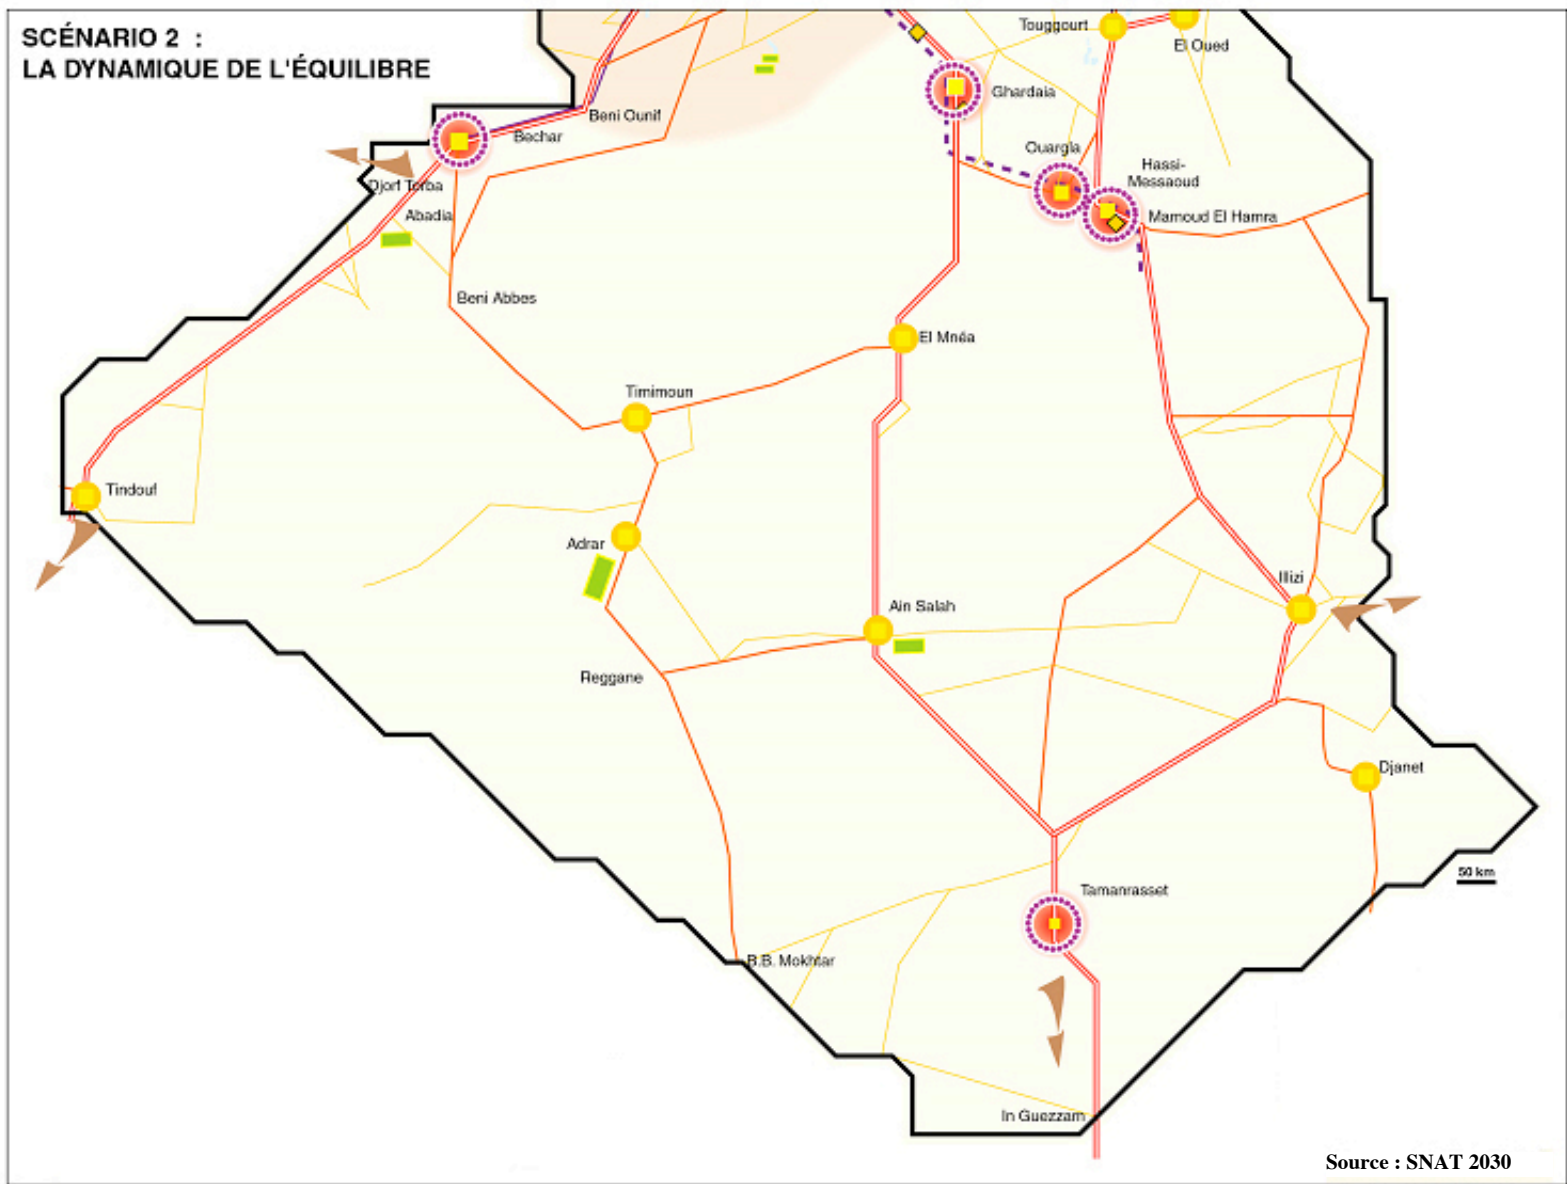 SCÉNARIO 2 :
LA DYNAMIQUE DE L'ÉQUILIBRE
Touggourt
El Oued
Ghardaia
Beni Ounif
Bechar
Ouargla
Hassi-
Messaoud
Djorf Torba
Abadia
Mamoud El Hamra
Beni Abbes
El Mnéa
Timimoun
Tindouf
Adrar
Illizi
Ain Salah
Reggane
Djanet
50 km
Tamanrasset
B.B. Mokhtar
In Guezzam
Source : SNAT 2030